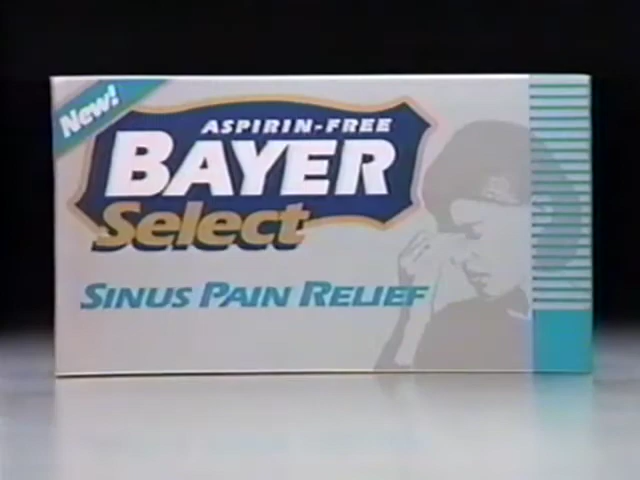 New!
ASPIRIN-FREE
BAYER
Select
SINUS PAIN RELIEF